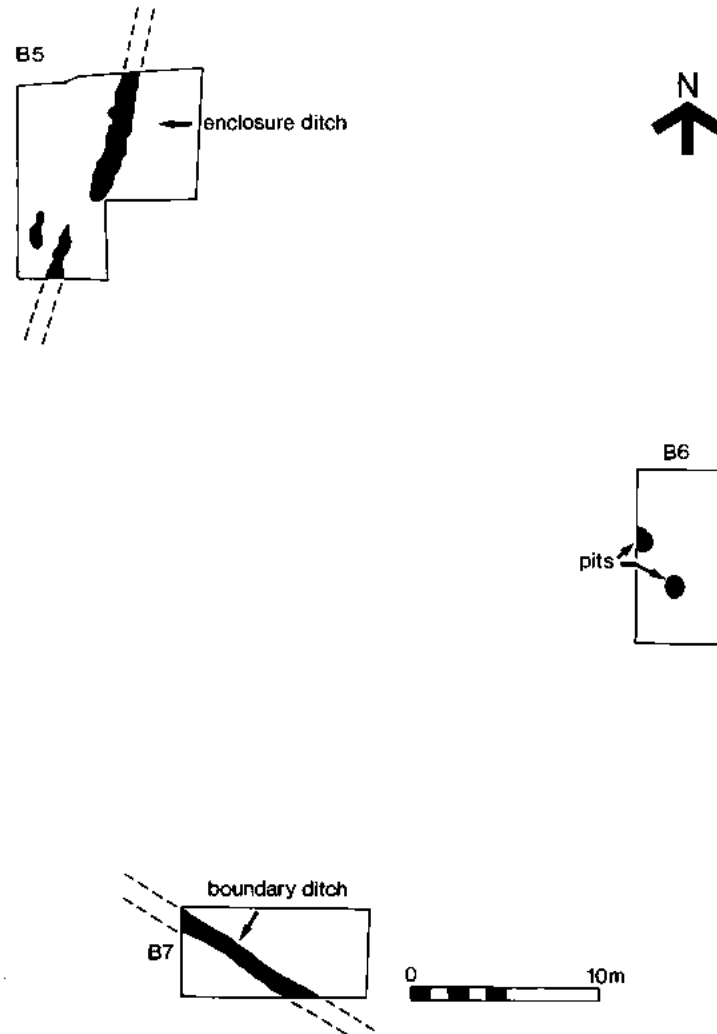 B5
N
enclosure ditch
B6
pits
boundary ditch
B7
0 10m